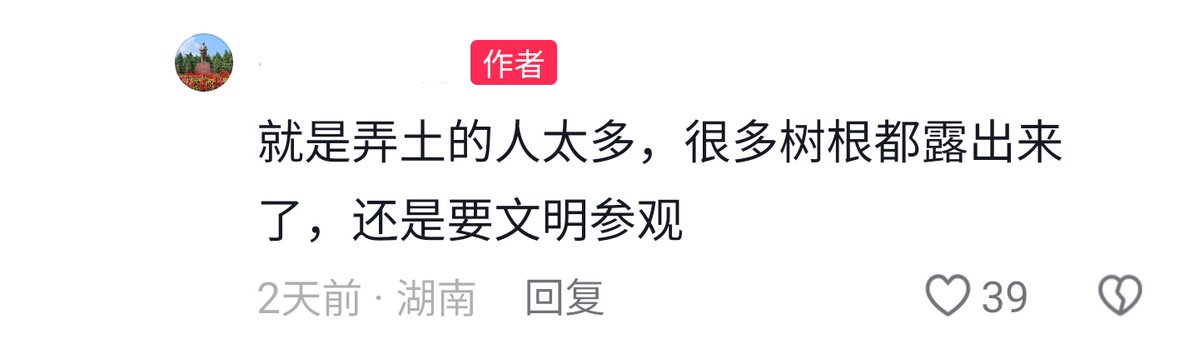 作者
就是弄土的人太多，很多树根都露出来
了，还是要文明参观
2天前 · 湖南 回复 39